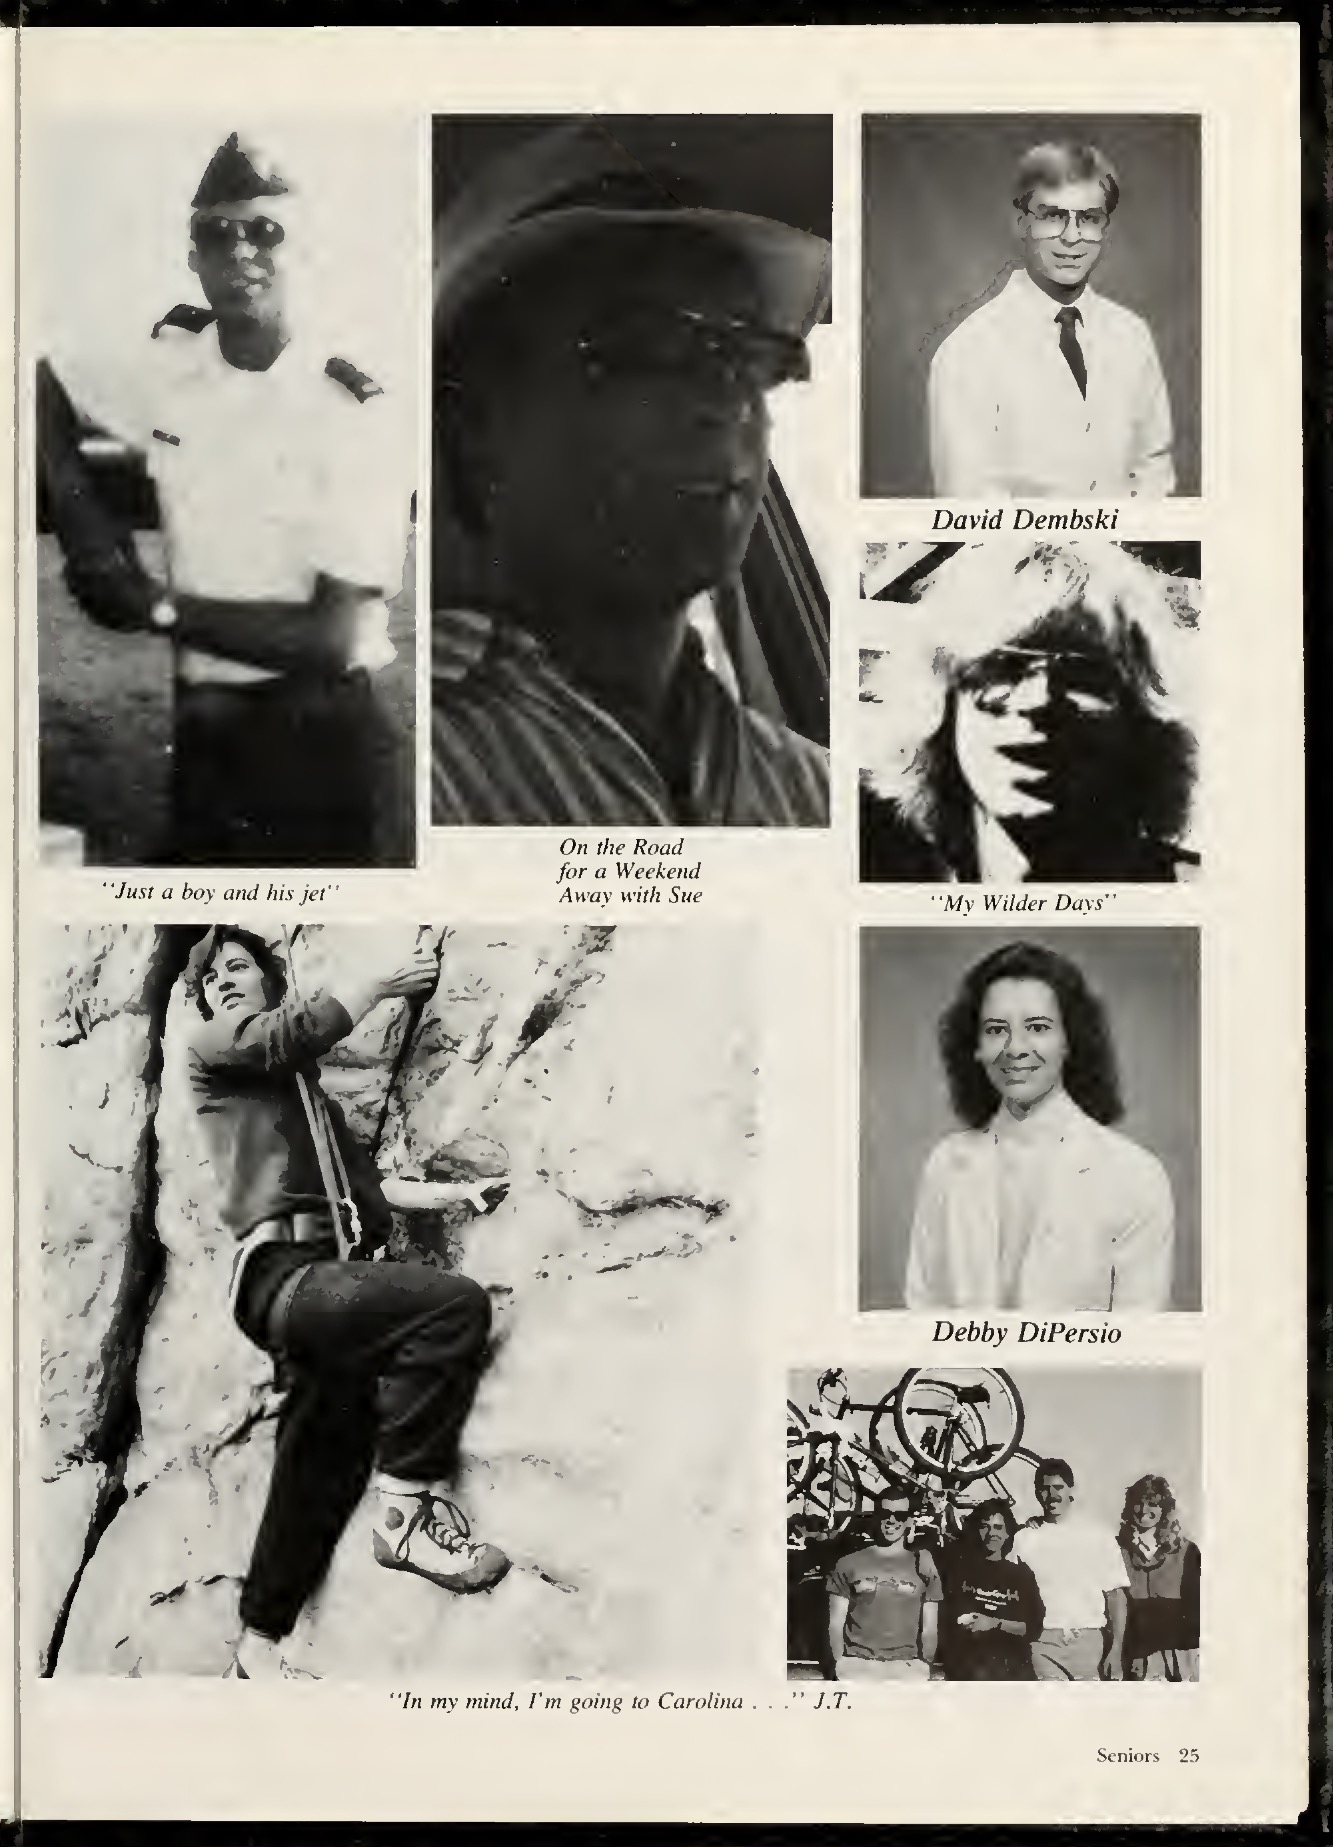 David Dembski
"Just a boy and his jet"
On the Road
for a Weekend
Away with Sue
"My Wilder Days"
Debby DiPersio
"In my mind, I'm going to Carolina . . ." J.T.
Seniors 25